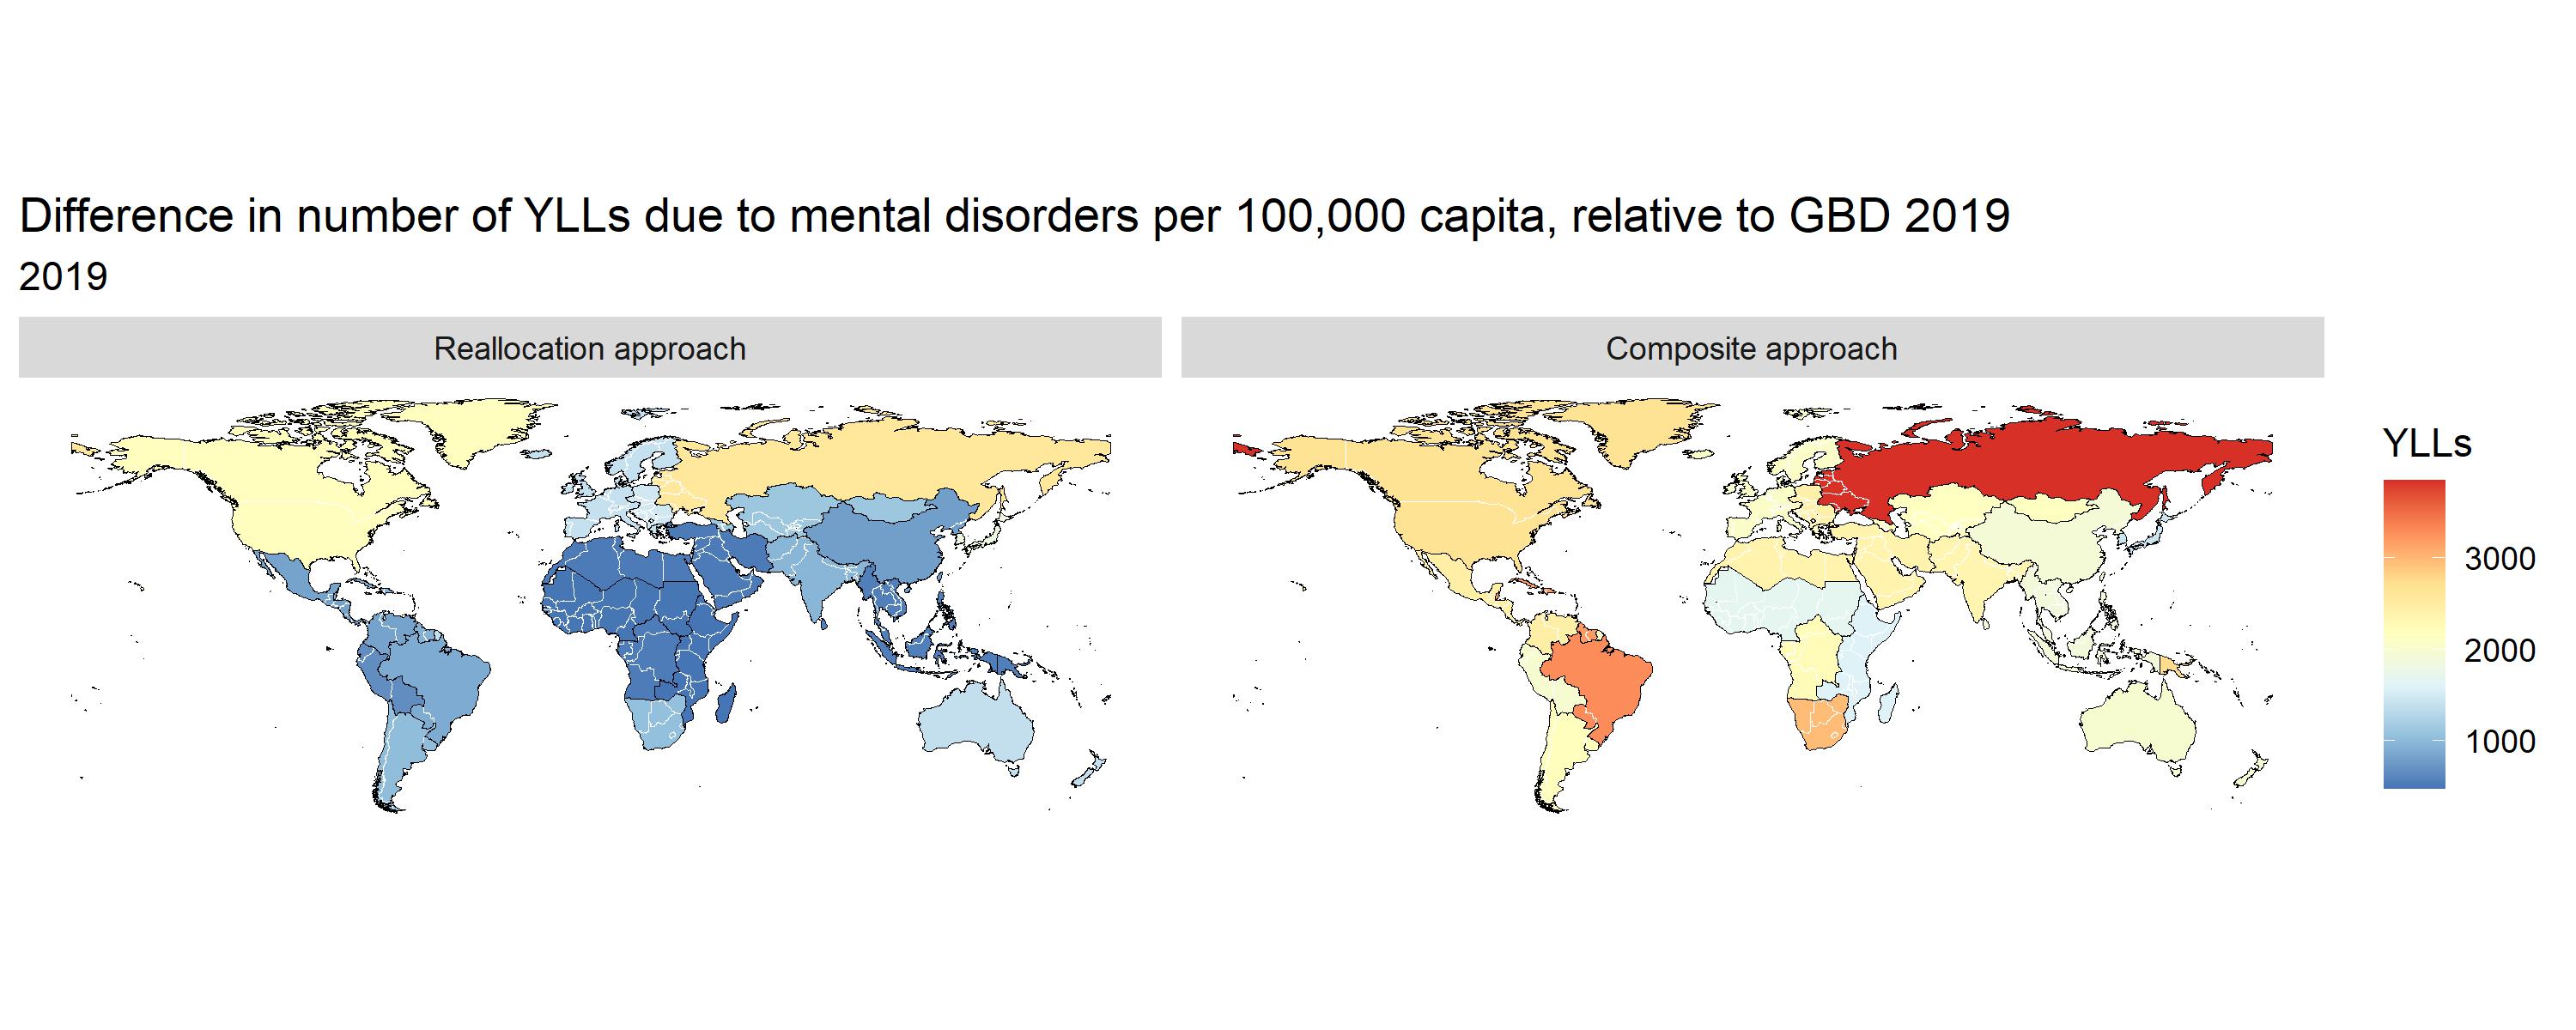 Difference in number of YLLs due to mental disorders per 100,000 capita, relative to GBD 2019
2019
Reallocation approach
Composite approach
YLLs
3000
2000
1000